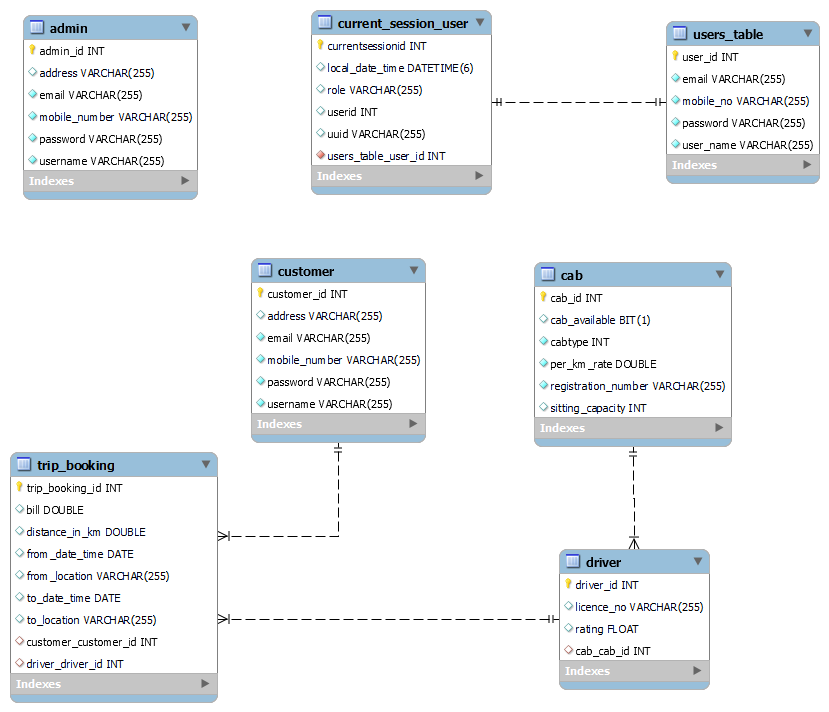 admin
admin_id INT
address VARCHAR(255)
email VARCHAR(255)
mobile_number VARCHAR(255)
password VARCHAR(255)
username VARCHAR(255)
Indexes
current_session_user
currentsessionid INT
local_date_time DATETIME(6)
role VARCHAR(255)
userid INT
uuid VARCHAR(255)
users_table_user_id INT
Indexes
users_table
user_id INT
email VARCHAR(255)
mobile_no VARCHAR(255)
password VARCHAR(255)
user_name VARCHAR(255)
Indexes
customer
customer_id INT
address VARCHAR(255)
email VARCHAR(255)
mobile_number VARCHAR(255)
password VARCHAR(255)
username VARCHAR(255)
Indexes
cab
cab_id INT
cab_available BIT(1)
cabtype INT
per_km_rate DOUBLE
registration_number VARCHAR(255)
sitting_capacity INT
Indexes
trip_booking
trip_booking_id INT
bill DOUBLE
distance_in_km DOUBLE
from_date_time DATE
from_location VARCHAR(255)
to_date_time DATE
to_location VARCHAR(255)
customer_customer_id INT
driver_driver_id INT
Indexes
driver
driver_id INT
licence_no VARCHAR(255)
rating FLOAT
cab_cab_id INT
Indexes